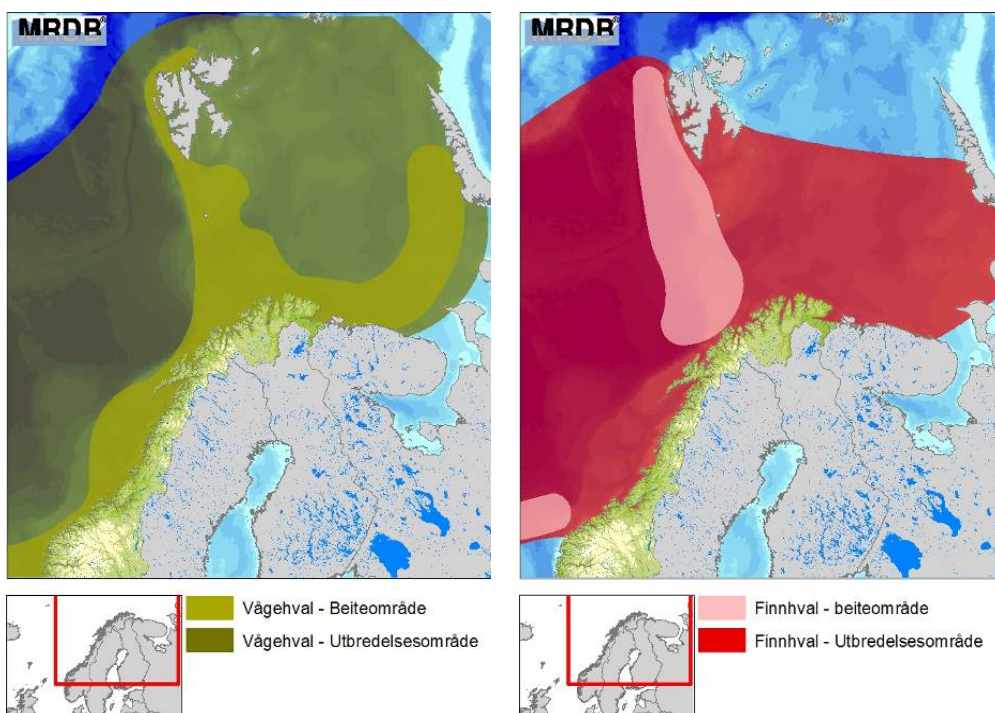 MRDB®
Vågehval - Beiteområde
Vågehval - Utbredelsesområde
MRDB®
Finnhval - beiteområde
Finnhval - Utbredelsesområde